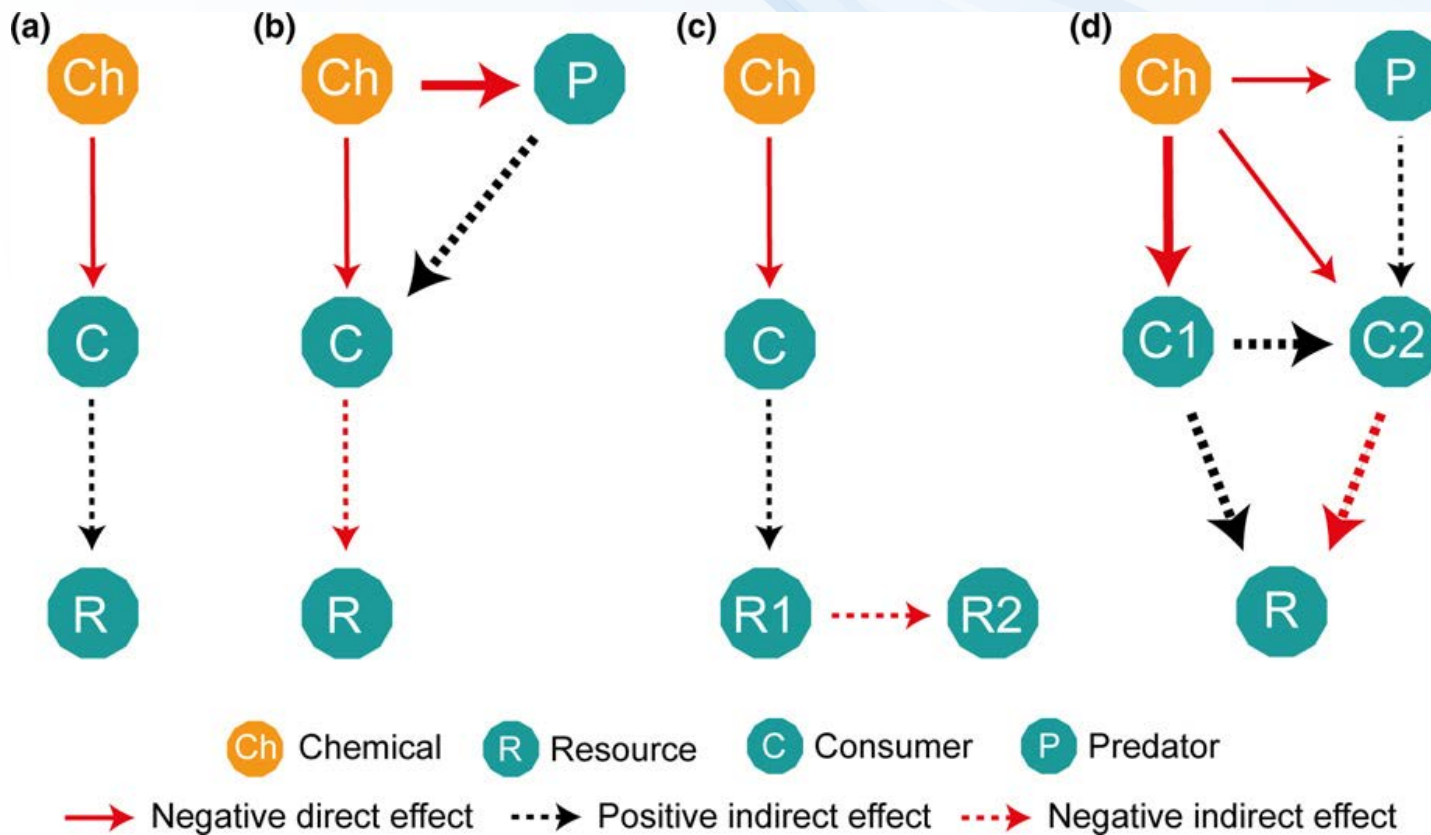 (a) (b) (c) (d)
Ch Ch P Ch Ch P
C C C C1 C2
R R R1 R2 R
Ch Chemical R Resource C Consumer P Predator
Negative direct effect Positive indirect effect Negative indirect effect